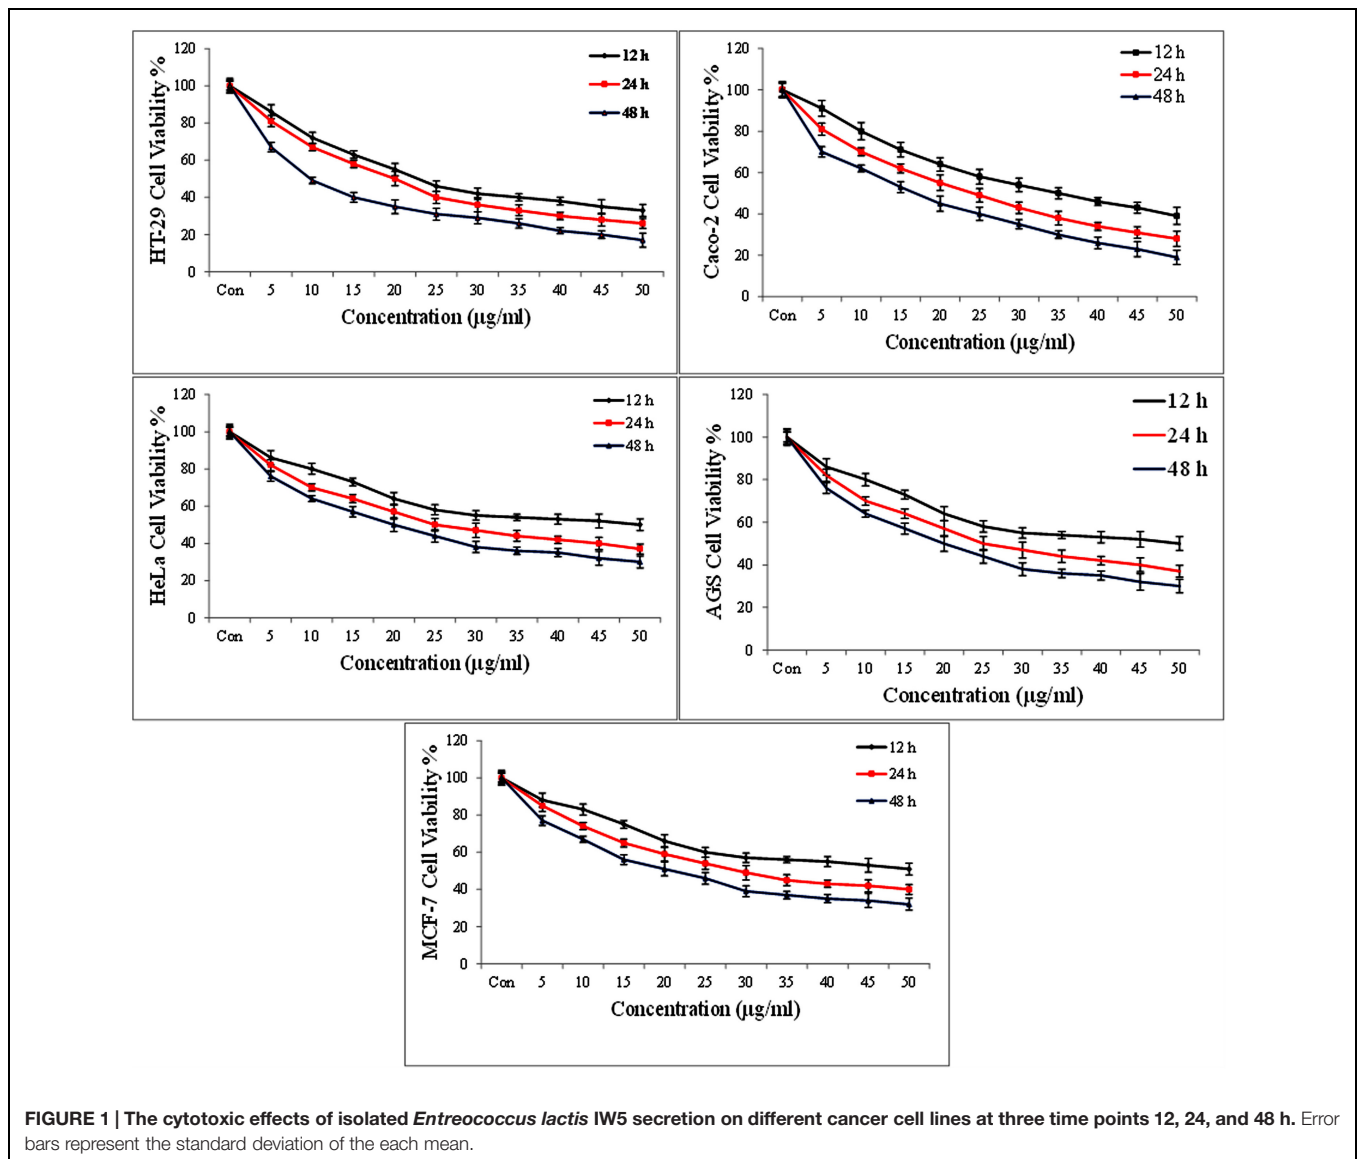 HT-29 Cell Viability %
120
100
80
60
40
20
0
12 h
24 h
48 h
Con 5 10 15 20 25 30 35 40 45 50
Concentration (µg/ml)
Caco-2 Cell Viability %
120
100
80
60
40
20
0
12 h
24 h
48 h
Con 5 10 15 20 25 30 35 40 45 50
Concentration (µg/ml)
HeLa Cell Viability %
120
100
80
60
40
20
0
12 h
24 h
48 h
Con 5 10 15 20 25 30 35 40 45 50
Concentration (µg/ml)
AGS Cell Viability %
120
100
80
60
40
20
0
12 h
24 h
48 h
Con 5 10 15 20 25 30 35 40 45 50
Concentration (µg/ml)
MCF-7 Cell Viability %
120
100
80
60
40
20
0
12 h
24 h
48 h
Con 5 10 15 20 25 30 35 40 45 50
Concentration (µg/ml)
FIGURE 1 | The cytotoxic effects of isolated Entreococcus lactis IW5 secretion on different cancer cell lines at three time points 12, 24, and 48 h. Error
bars represent the standard deviation of the each mean.